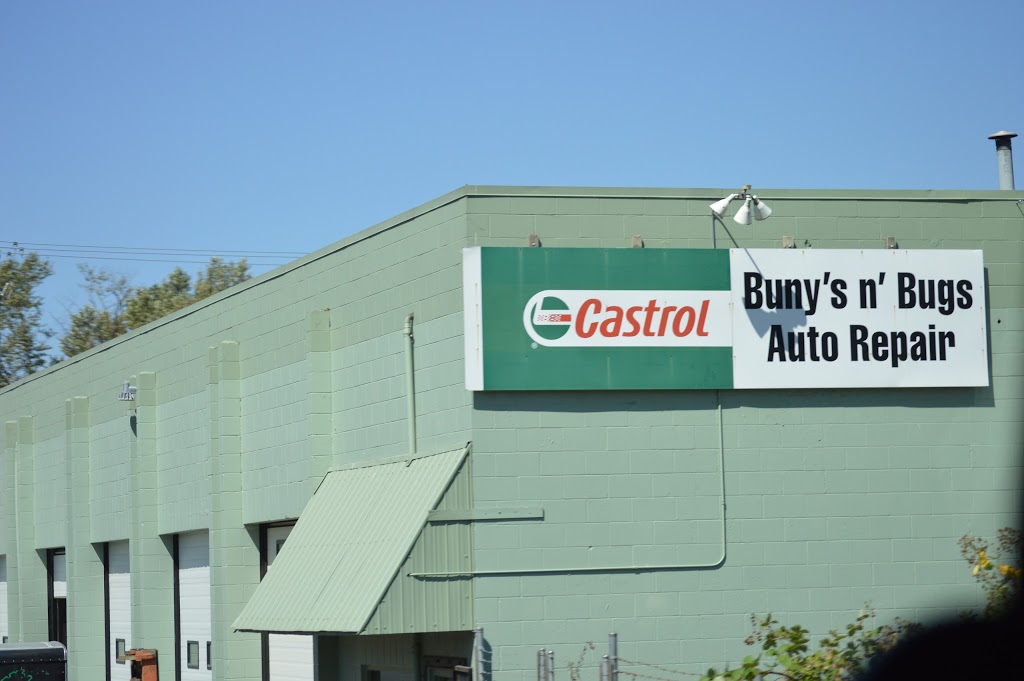 Castrol
Buny's n' Bugs
Auto Repair